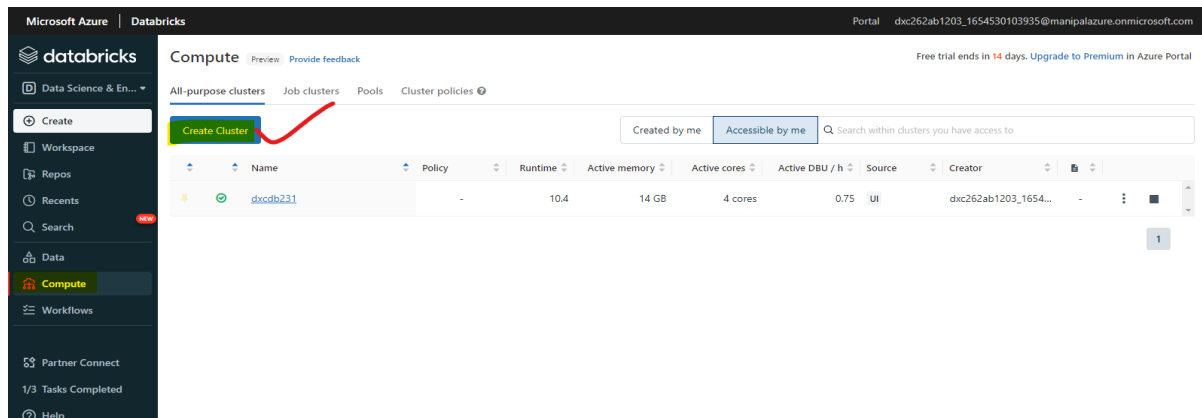 Microsoft Azure | Databricks
Portal dxc262ab1203_1654530103935@manipalazure.onmicrosoft.com
databricks
D Data Science & En...
Create
Workspace
Repos
Recents
Search
NEW
Data
Compute
Workflows
Partner Connect
1/3 Tasks Completed
Help
Compute Preview Provide feedback
Free trial ends in 14 days. Upgrade to Premium in Azure Portal
All-purpose clusters Job clusters Pools Cluster policies
Create Cluster
Created by me Accessible by me Search within clusters you have access to
Name Policy Runtime Active memory Active cores Active DBU / h Source Creator
dxcdb231 - 10.4 14 GB 4 cores 0.75 UI dxc262ab1203_1654... -
1